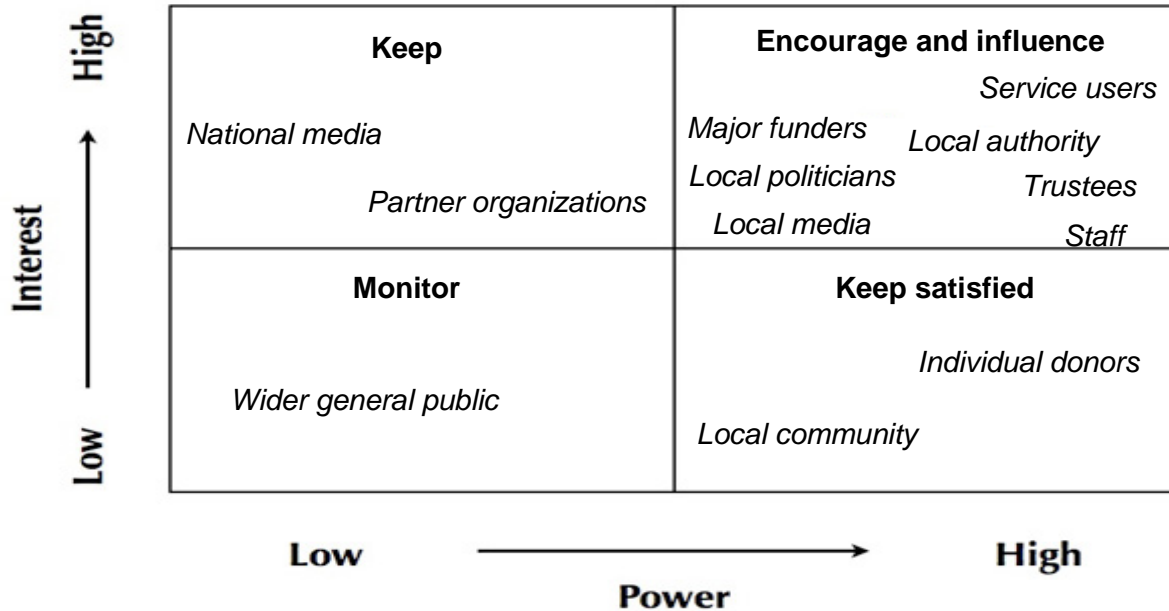 High
Interest
Low
Keep
National media
Partner organizations
Encourage and influence
Service users
Major funders
Local authority
Local politicians
Trustees
Local media
Staff
Monitor
Wider general public
Keep satisfied
Individual donors
Local community
Low
High
Power